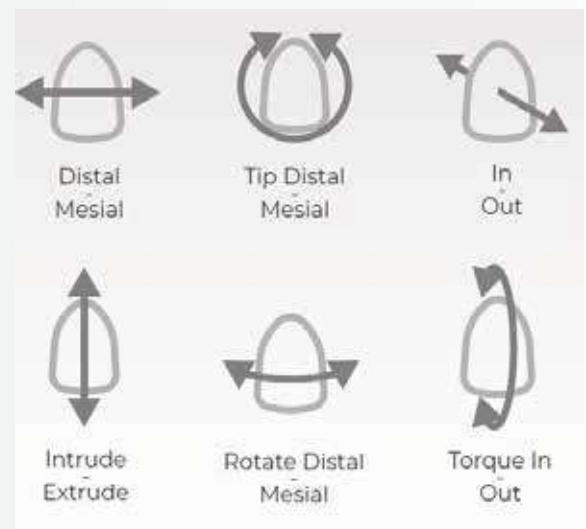 Distal
-
Mesial
Tip Distal
-
Mesial
In
-
Out
Intrude
-
Extrude
Rotate Distal
-
Mesial
Torque In
-
Out